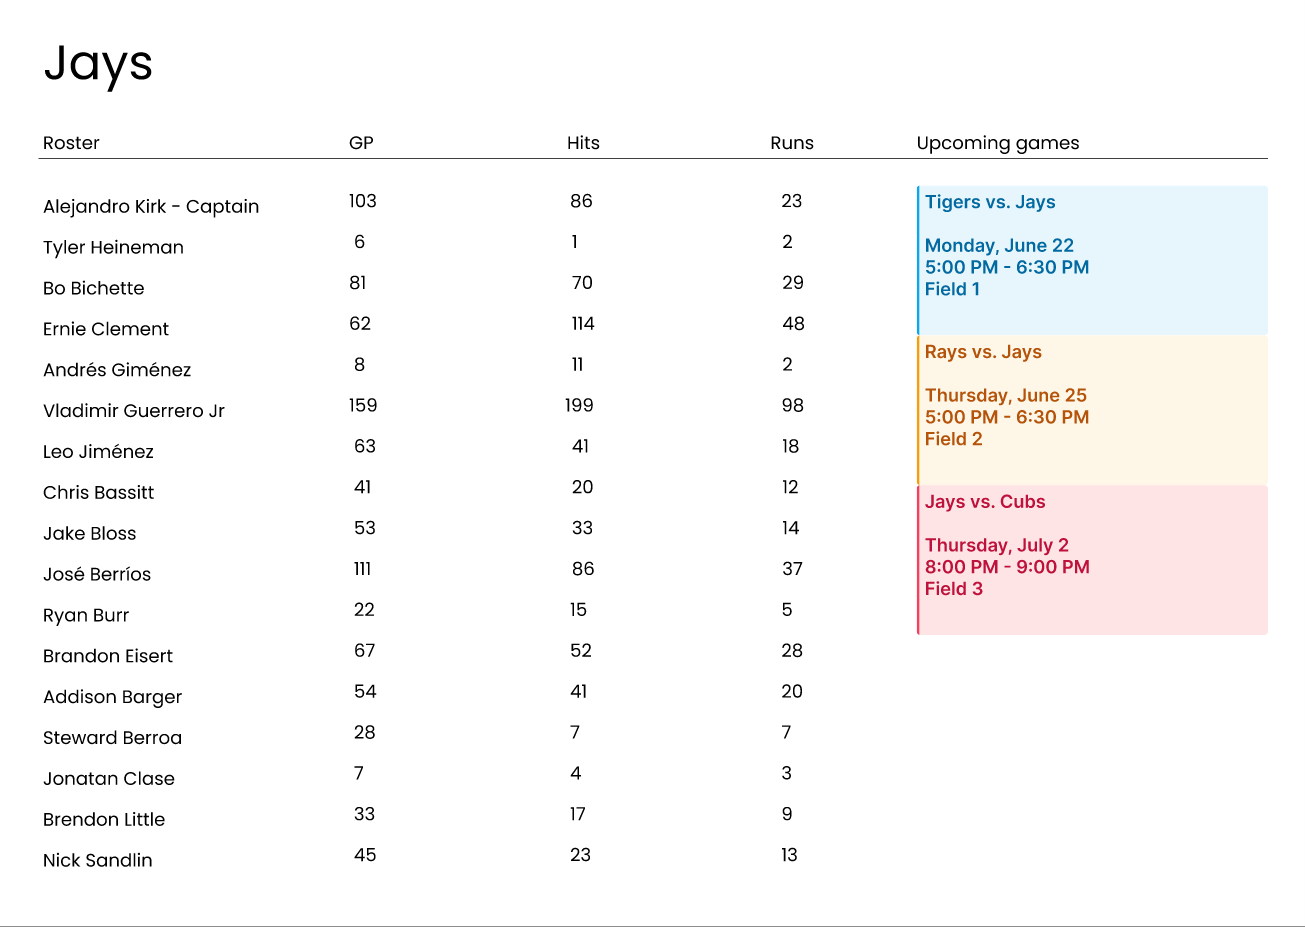 Jays
Roster GP Hits Runs Upcoming games
Alejandro Kirk - Captain 103 86 23
Tyler Heineman 6 1 2
Bo Bichette 81 70 29
Ernie Clement 62 114 48
Andrés Giménez 8 11 2
Vladimir Guerrero Jr 159 199 98
Leo Jiménez 63 41 18
Chris Bassitt 41 20 12
Jake Bloss 53 33 14
José Berríos 111 86 37
Ryan Burr 22 15 5
Brandon Eisert 67 52 28
Addison Barger 54 41 20
Steward Berroa 28 7 7
Jonatan Clase 7 4 3
Brendon Little 33 17 9
Nick Sandlin 45 23 13
Tigers vs. Jays
Monday, June 22
5:00 PM - 6:30 PM
Field 1
Rays vs. Jays
Thursday, June 25
5:00 PM - 6:30 PM
Field 2
Jays vs. Cubs
Thursday, July 2
8:00 PM - 9:00 PM
Field 3